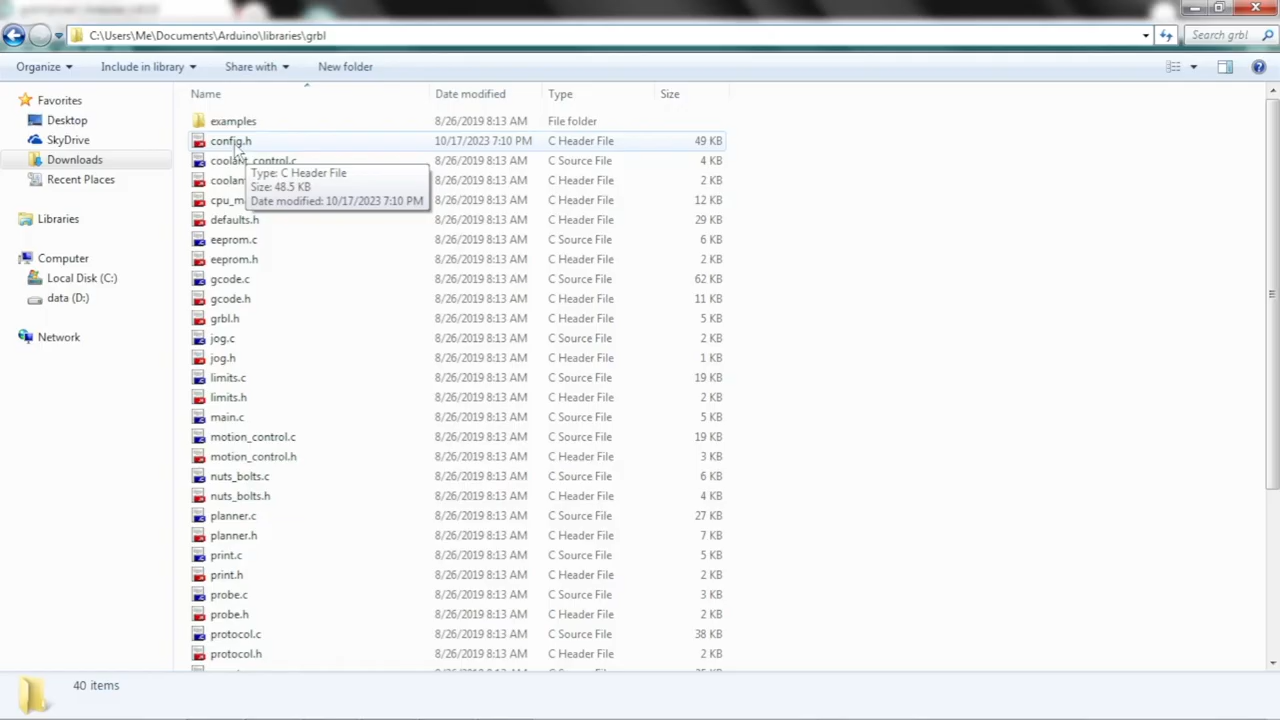 C:\Users\Me\Documents\Arduino\libraries\grbl
Search grbl
Organize Include in library Share with New folder
Favorites
Desktop
SkyDrive
Downloads
Recent Places
Libraries
Computer
Local Disk (C:)
data (D:)
Network
Name Date modified Type Size
examples 8/26/2019 8:13 AM File folder
config.h 10/17/2023 7:10 PM C Header File 49 KB
coolant_control.c 8/26/2019 8:13 AM C Source File 4 KB
coolan 8/26/2019 8:13 AM C Header File 2 KB
cpu_m 8/26/2019 8:13 AM C Header File 12 KB
defaults.h 8/26/2019 8:13 AM C Header File 29 KB
eeprom.c 8/26/2019 8:13 AM C Source File 6 KB
eeprom.h 8/26/2019 8:13 AM C Header File 2 KB
gcode.c 8/26/2019 8:13 AM C Source File 62 KB
gcode.h 8/26/2019 8:13 AM C Header File 11 KB
grbl.h 8/26/2019 8:13 AM C Header File 5 KB
jog.c 8/26/2019 8:13 AM C Source File 2 KB
jog.h 8/26/2019 8:13 AM C Header File 1 KB
limits.c 8/26/2019 8:13 AM C Source File 19 KB
limits.h 8/26/2019 8:13 AM C Header File 2 KB
main.c 8/26/2019 8:13 AM C Source File 5 KB
motion_control.c 8/26/2019 8:13 AM C Source File 19 KB
motion_control.h 8/26/2019 8:13 AM C Header File 3 KB
nuts_bolts.c 8/26/2019 8:13 AM C Source File 6 KB
nuts_bolts.h 8/26/2019 8:13 AM C Header File 4 KB
planner.c 8/26/2019 8:13 AM C Source File 27 KB
planner.h 8/26/2019 8:13 AM C Header File 7 KB
print.c 8/26/2019 8:13 AM C Source File 5 KB
print.h 8/26/2019 8:13 AM C Header File 2 KB
probe.c 8/26/2019 8:13 AM C Source File 3 KB
probe.h 8/26/2019 8:13 AM C Header File 2 KB
protocol.c 8/26/2019 8:13 AM C Source File 38 KB
protocol.h 8/26/2019 8:13 AM C Header File 2 KB
Type: C Header File
Size: 48.5 KB
Date modified: 10/17/2023 7:10 PM
40 items